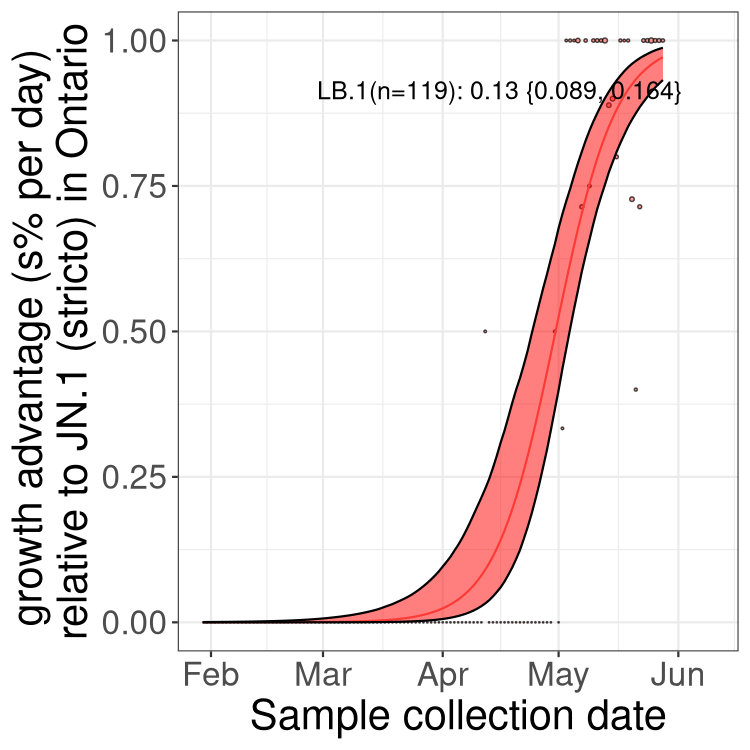 growth advantage (s% per day)
relative to JN.1 (stricto) in Ontario
1.00
0.75
0.50
0.25
0.00
LB.1(n=119): 0.13 {0.089, 0.164}
Feb Mar Apr May Jun
Sample collection date